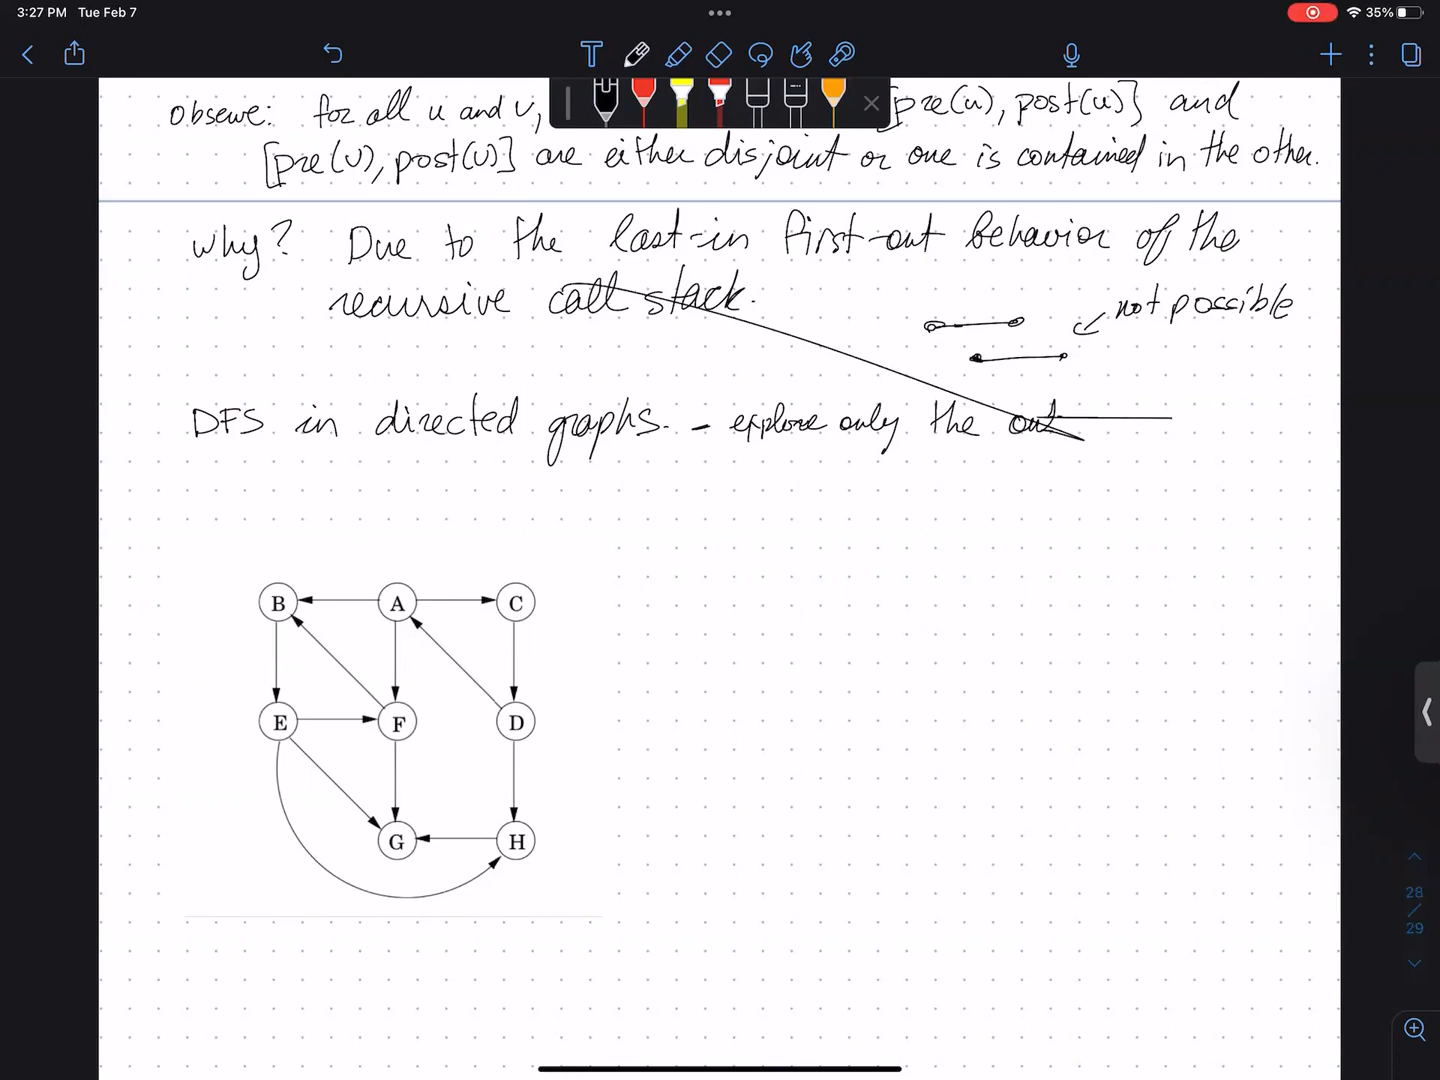 3:27 PM Tue Feb 7
35%
Observe: for all u and v, [pre(u), post(u)] and
[pre(v), post(v)] are either disjoint or one is contained in the other.
why? Due to the last-in first-out behavior of the
recursive call stack.
not possible
DFS in directed graphs. - explore only the out
B A C
E F D
G H
28
/
29